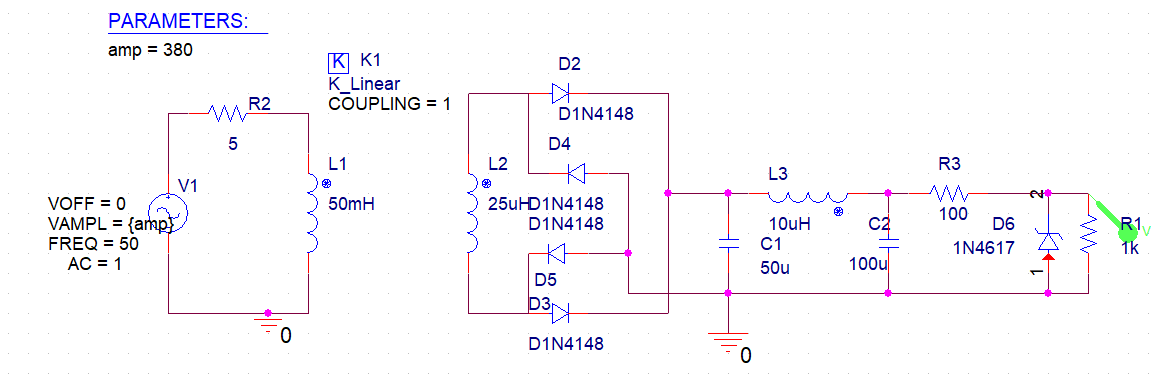 PARAMETERS:
amp = 380
K K1
K_Linear
COUPLING = 1
R2
5
V1
VOFF = 0
VAMPL = {amp}
FREQ = 50
AC = 1
L1
50mH
0
L2
25uH
D2
D1N4148
D4
D1N4148
D1N4148
D5
D3
D1N4148
L3
10uH
C1
50u
C2
100u
0
R3
100
D6
1N4617
2
1
R1
1k
V